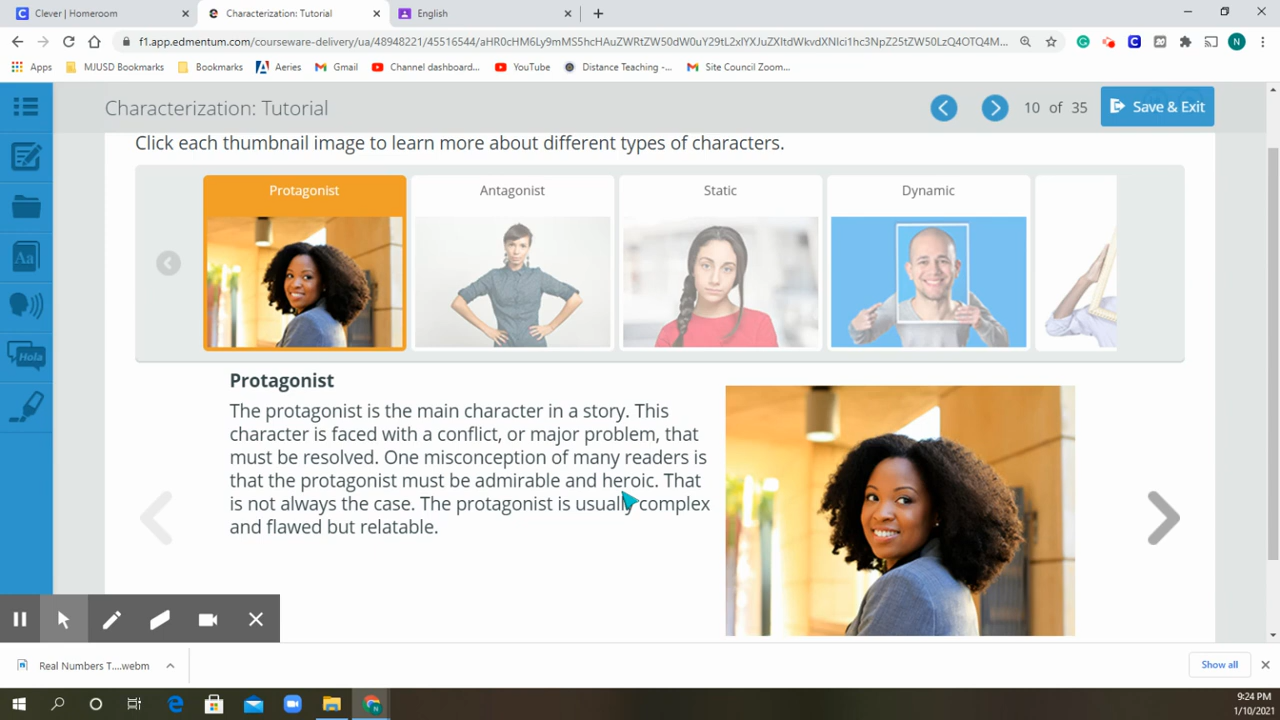 Clever | Homeroom
Characterization: Tutorial
English
f1.app.edmentum.com/courseware-delivery/ua/48948221/45516544/
Apps
MJUSD Bookmarks
Bookmarks
Aeries
Gmail
Channel dashboard...
YouTube
Distance Teaching -...
Site Council Zoom...
Characterization: Tutorial
10 of 35
Save & Exit
Click each thumbnail image to learn more about different types of characters.
Protagonist
Antagonist
Static
Dynamic
Aa
Hola
Protagonist
The protagonist is the main character in a story. This
character is faced with a conflict, or major problem, that
must be resolved. One misconception of many readers is
that the protagonist must be admirable and heroic. That
is not always the case. The protagonist is usually complex
and flawed but relatable.
Real Numbers T....webm
Show all
9:24 PM
1/10/2021